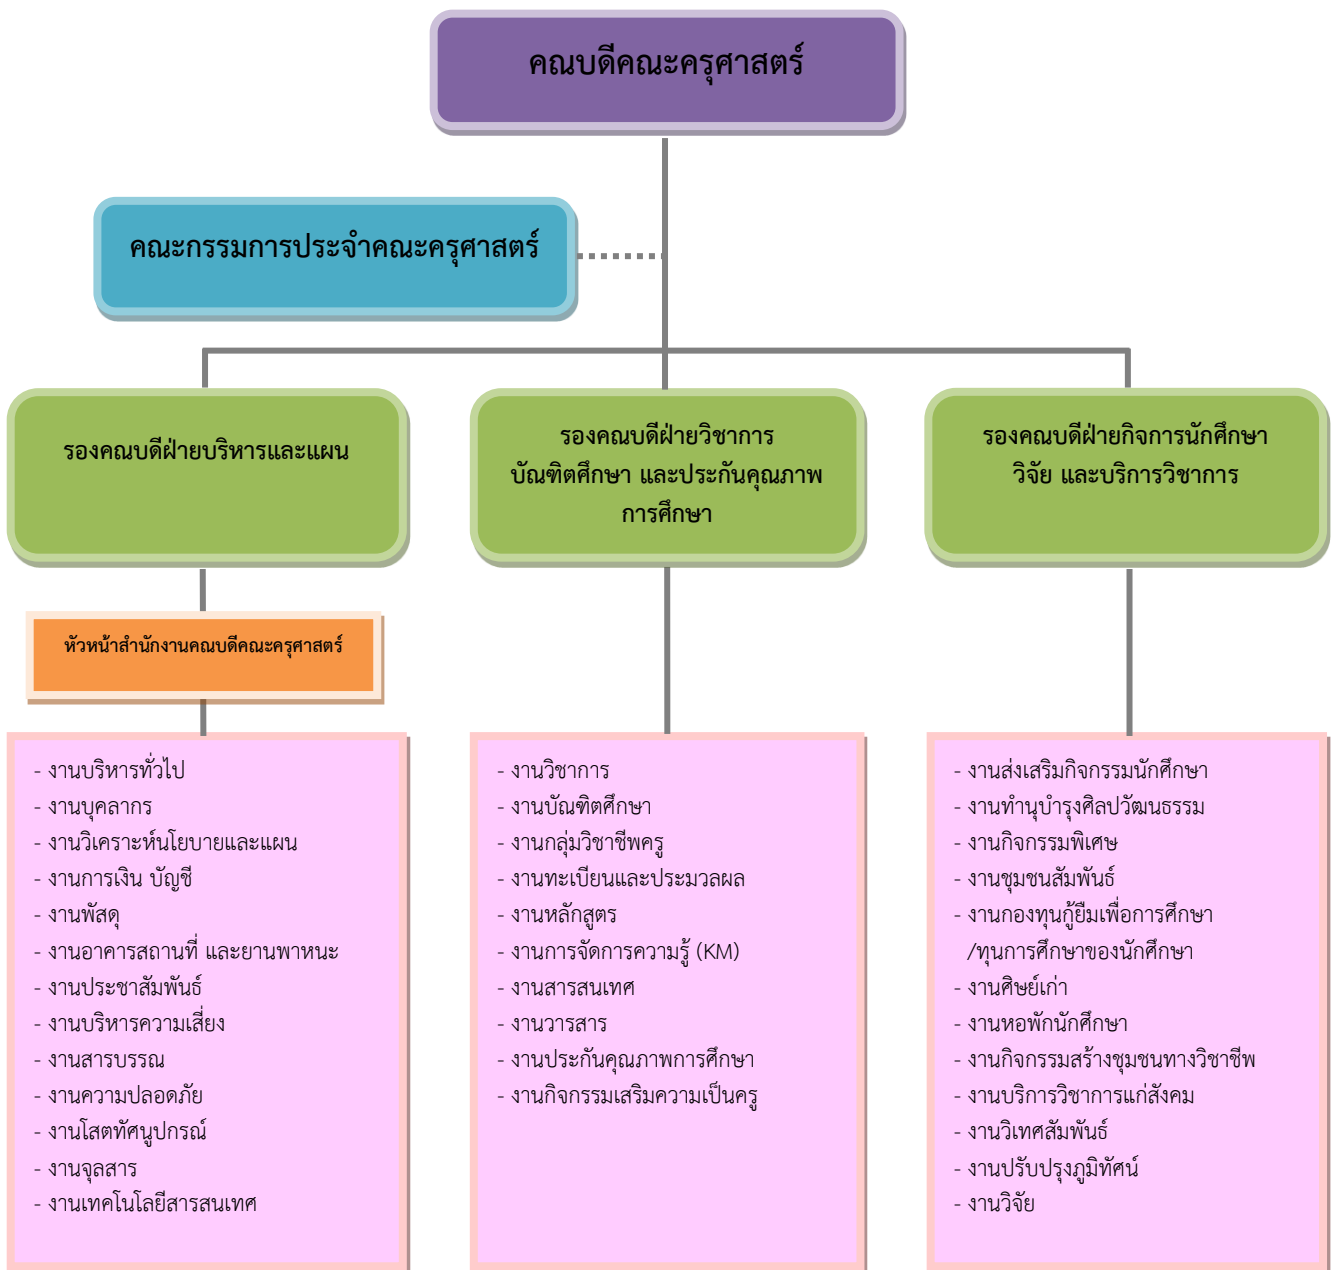 คณบดีคณะครุศาสตร์
คณะกรรมการประจำคณะครุศาสตร์
รองคณบดีฝ่ายบริหารและแผน
รองคณบดีฝ่ายวิชาการ
บัณฑิตศึกษา และประกันคุณภาพ
การศึกษา
รองคณบดีฝ่ายกิจการนักศึกษา
วิจัย และบริการวิชาการ
หัวหน้าสำนักงานคณบดีคณะครุศาสตร์
- งานบริหารทั่วไป
- งานบุคลากร
- งานวิเคราะห์นโยบายและแผน
- งานการเงิน บัญชี
- งานพัสดุ
- งานอาคารสถานที่ และยานพาหนะ
- งานประชาสัมพันธ์
- งานบริหารความเสี่ยง
- งานสารบรรณ
- งานความปลอดภัย
- งานโสตทัศนูปกรณ์
- งานจุลสาร
- งานเทคโนโลยีสารสนเทศ
- งานวิชาการ
- งานบัณฑิตศึกษา
- งานกลุ่มวิชาชีพครู
- งานทะเบียนและประมวลผล
- งานหลักสูตร
- งานการจัดการความรู้ (KM)
- งานสารสนเทศ
- งานวารสาร
- งานประกันคุณภาพการศึกษา
- งานกิจกรรมเสริมความเป็นครู
- งานส่งเสริมกิจกรรมนักศึกษา
- งานทำนุบำรุงศิลปวัฒนธรรม
- งานกิจกรรมพิเศษ
- งานชุมชนสัมพันธ์
- งานกองทุนกู้ยืมเพื่อการศึกษา
/ทุนการศึกษาของนักศึกษา
- งานศิษย์เก่า
- งานหอพักนักศึกษา
- งานกิจกรรมสร้างชุมชนทางวิชาชีพ
- งานบริการวิชาการแก่สังคม
- งานวิเทศสัมพันธ์
- งานปรับปรุงภูมิทัศน์
- งานวิจัย